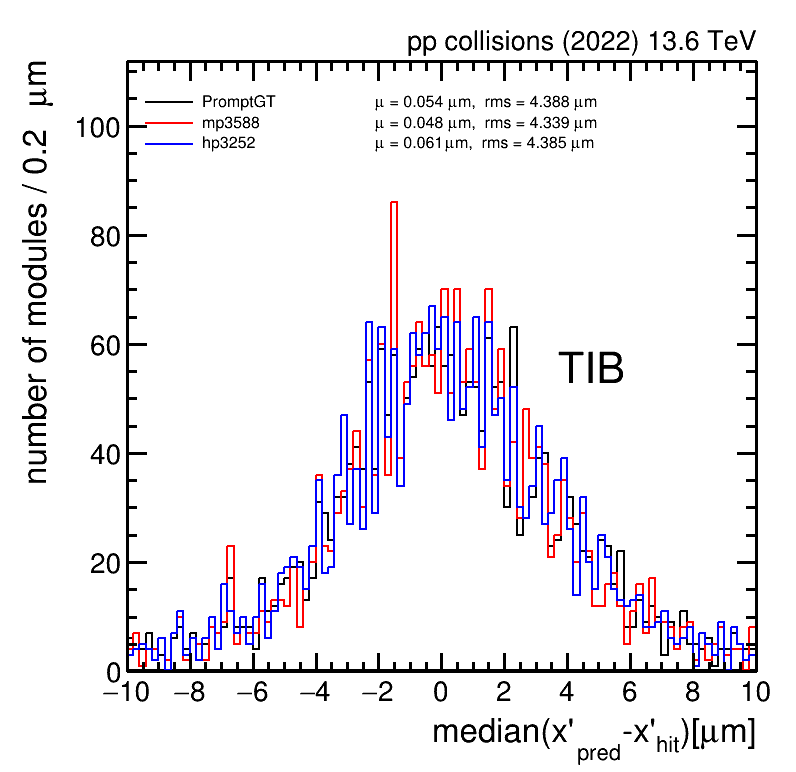 pp collisions (2022) 13.6 TeV
number of modules / 0.2 μm
PromptGT μ = 0.054 μm, rms = 4.388 μm
mp3588 μ = 0.048 μm, rms = 4.339 μm
hp3252 μ = 0.061 μm, rms = 4.385 μm
100
80
60
40
20
0
TIB
−10 −8 −6 −4 −2 0 2 4 6 8 10
median(x'pred-x'hit)[μm]